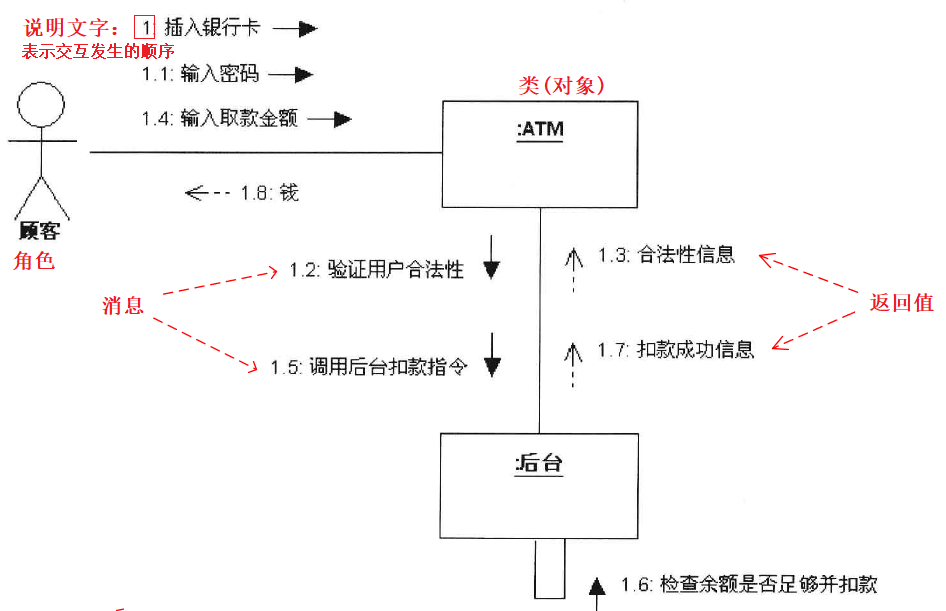 说明文字： 1 插入银行卡
表示交互发生的顺序
1.1: 输入密码
类(对象)
1.4: 输入取款金额
:ATM
1.8: 钱
顾客
角色
1.2: 验证用户合法性
1.3: 合法性信息
消息
返回值
1.5: 调用后台扣款指令
1.7: 扣款成功信息
:后台
1.6: 检查余额是否足够并扣款